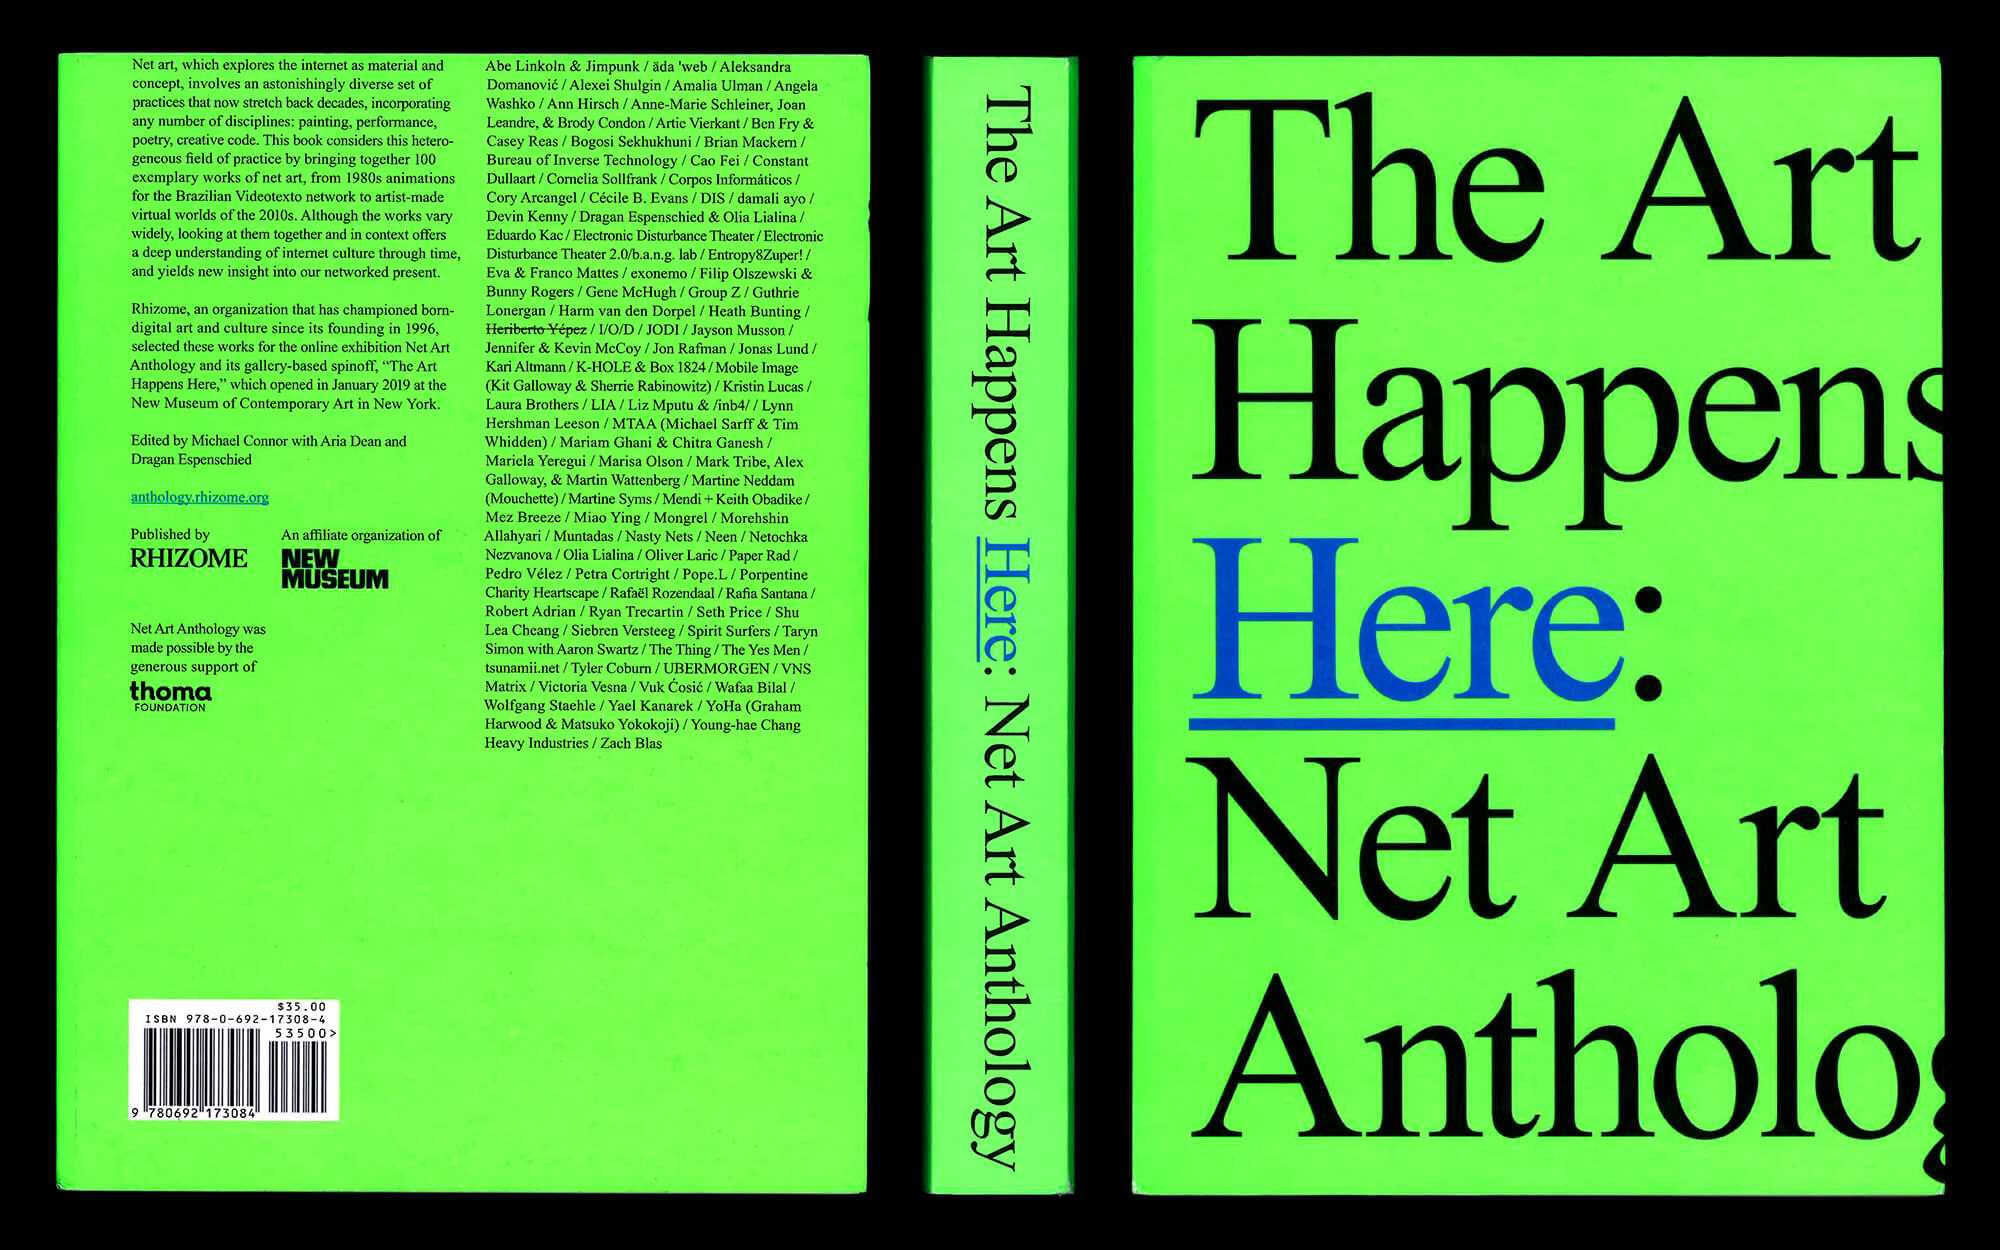 Net art, which explores the internet as material and
concept, involves an astonishingly diverse set of
practices that now stretch back decades, incorporating
any number of disciplines: painting, performance,
poetry, creative code. This book considers this hetero-
geneous field of practice by bringing together 100
exemplary works of net art, from 1980s animations
for the Brazilian Videotexto network to artist-made
virtual worlds of the 2010s. Although the works vary
widely, looking at them together and in context offers
a deep understanding of internet culture through time,
and yields new insight into our networked present.
Rhizome, an organization that has championed born-
digital art and culture since its founding in 1996,
selected these works for the online exhibition Net Art
Anthology and its gallery-based spinoff, “The Art
Happens Here,” which opened in January 2019 at the
New Museum of Contemporary Art in New York.
Edited by Michael Connor with Aria Dean and
Dragan Espenschied
anthology.rhizome.org
Published by
RHIZOME
An affiliate organization of
NEW
MUSEUM
Net Art Anthology was
made possible by the
generous support of
thoma
FOUNDATION
$35.00
ISBN 978-0-692-17308-4
53500>
9 780692 173084
Abe Linkoln & Jimpunk / äda 'web / Aleksandra
Domanović / Alexei Shulgin / Amalia Ulman / Angela
Washko / Ann Hirsch / Anne-Marie Schleiner, Joan
Leandre, & Brody Condon / Artie Vierkant / Ben Fry &
Casey Reas / Bogosi Sekhukhuni / Brian Mackern /
Bureau of Inverse Technology / Cao Fei / Constant
Dullaart / Cornelia Sollfrank / Corpos Informáticos /
Cory Arcangel / Cécile B. Evans / DIS / damali ayo /
Devin Kenny / Dragan Espenschied & Olia Lialina /
Eduardo Kac / Electronic Disturbance Theater / Electronic
Disturbance Theater 2.0/b.a.n.g. lab / Entropy8Zuper! /
Eva & Franco Mattes / exonemo / Filip Olszewski &
Bunny Rogers / Gene McHugh / Group Z / Guthrie
Lonergan / Harm van den Dorpel / Heath Bunting /
Heriberto Yépez / I/O/D / JODI / Jayson Musson /
Jennifer & Kevin McCoy / Jon Rafman / Jonas Lund /
Kari Altmann / K-HOLE & Box 1824 / Mobile Image
(Kit Galloway & Sherrie Rabinowitz) / Kristin Lucas /
Laura Brothers / LIA / Liz Mputu & /inb4/ / Lynn
Hershman Leeson / MTAA (Michael Sarff & Tim
Whidden) / Mariam Ghani & Chitra Ganesh /
Mariela Yeregui / Marisa Olson / Mark Tribe, Alex
Galloway, & Martin Wattenberg / Martine Neddam
(Mouchette) / Martine Syms / Mendi + Keith Obadike /
Mez Breeze / Miao Ying / Mongrel / Morehshin
Allahyari / Muntadas / Nasty Nets / Neen / Netochka
Nezvanova / Olia Lialina / Oliver Laric / Paper Rad /
Pedro Vélez / Petra Cortright / Pope.L / Porpentine
Charity Heartscape / Rafaël Rozendaal / Rafia Santana /
Robert Adrian / Ryan Trecartin / Seth Price / Shu
Lea Cheang / Siebren Versteeg / Spirit Surfers / Taryn
Simon with Aaron Swartz / The Thing / The Yes Men /
tsunamii.net / Tyler Coburn / UBERMORGEN / VNS
Matrix / Victoria Vesna / Vuk Ćosić / Wafaa Bilal /
Wolfgang Staehle / Yael Kanarek / YoHa (Graham
Harwood & Matsuko Yokokoji) / Young-hae Chang
Heavy Industries / Zach Blas
The Art Happens Here: Net Art Anthology
The Art
Happens
Here:
Net Art
Antholog